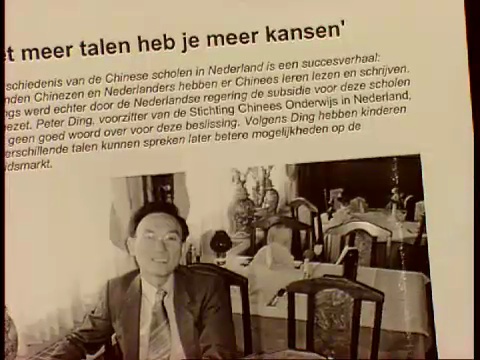 t meer talen heb je meer kansen'
schiedenis van de Chinese scholen in Nederland is een succesverhaal:
nden Chinezen en Nederlanders hebben er Chinees leren lezen en schrijven.
ngs werd echter door de Nederlandse regering de subsidie voor deze scholen
ezet. Peter Ding, voorzitter van de Stichting Chinees Onderwijs in Nederland,
geen goed woord over voor deze beslissing. Volgens Ding hebben kinderen
erschillende talen kunnen spreken later betere mogelijkheden op de
idsmarkt.